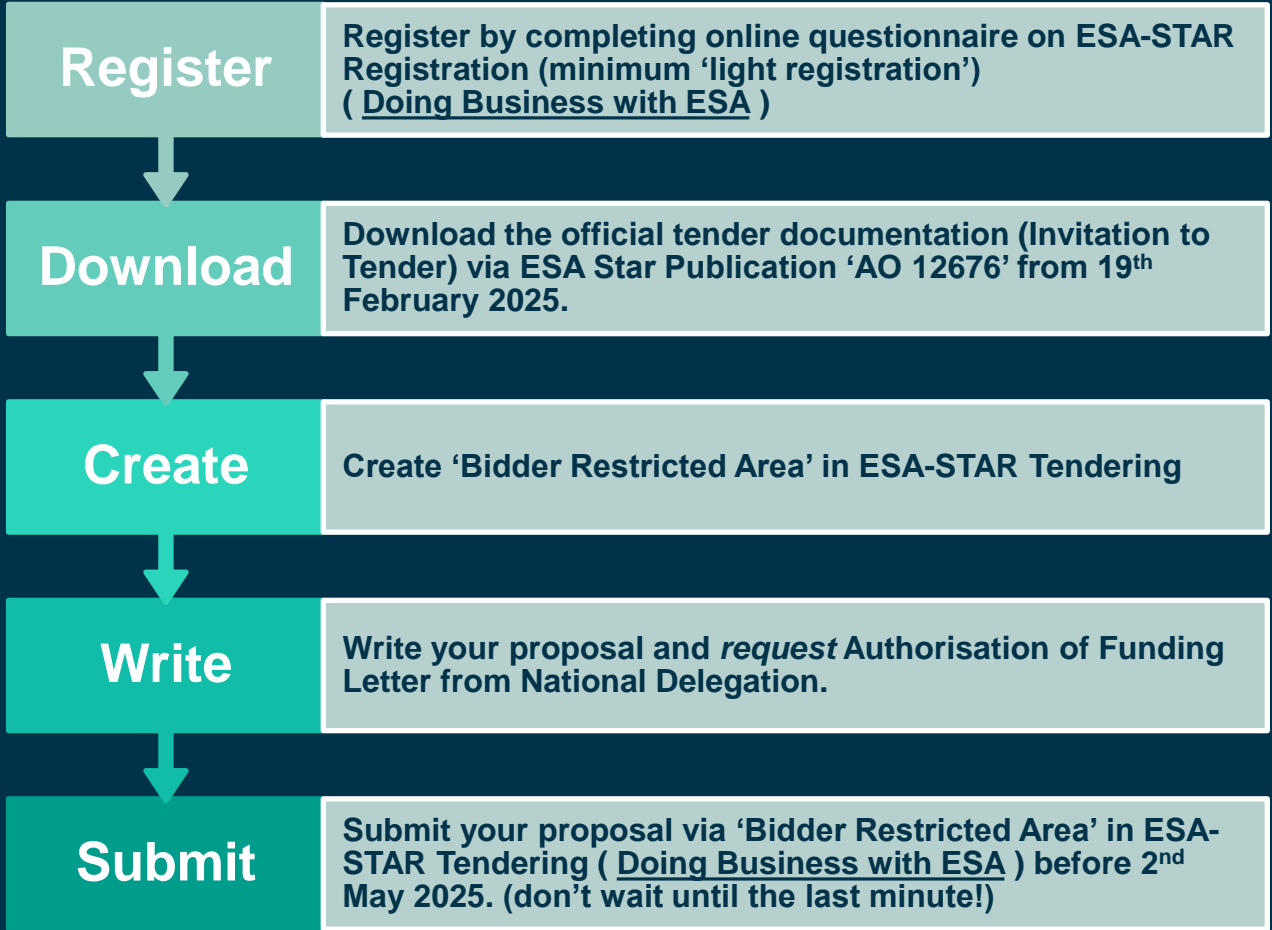 Register
Register by completing online questionnaire on ESA-STAR
Registration (minimum ‘light registration’)
( Doing Business with ESA )
Download
Download the official tender documentation (Invitation to
Tender) via ESA Star Publication ‘AO 12676’ from 19th
February 2025.
Create
Create ‘Bidder Restricted Area’ in ESA-STAR Tendering
Write
Write your proposal and request Authorisation of Funding
Letter from National Delegation.
Submit
Submit your proposal via ‘Bidder Restricted Area’ in ESA-
STAR Tendering ( Doing Business with ESA ) before 2nd
May 2025. (don’t wait until the last minute!)